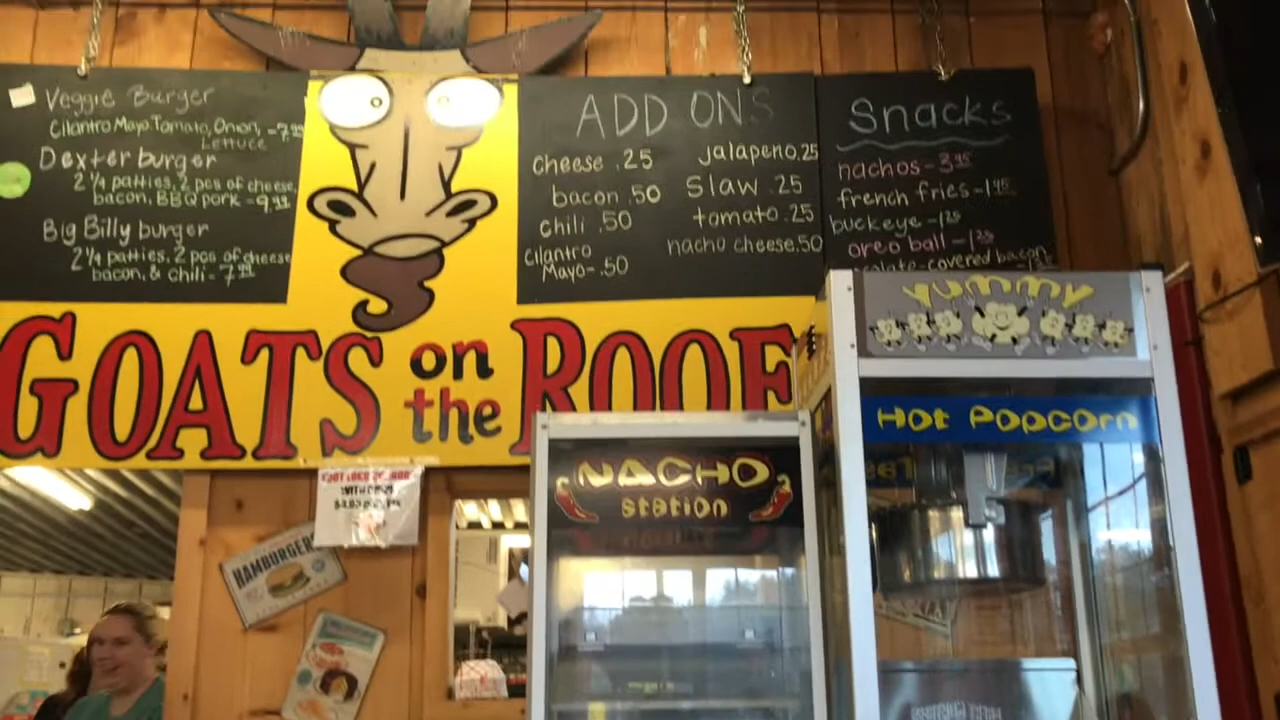 Veggie Burger
Cilantro Mayo, Tomato, Onion, -7.99
Lettuce
Dexter burger
2 ¼ patties, 2 pcs of cheese,
bacon, BBQ pork - 9.99
Big Billy burger
2 ¼ patties, 2 pcs of cheese
bacon, & chili - 7.99
ADD ONS
cheese .25
bacon .50
chili .50
cilantro
Mayo- .50
jalapeno .25
Slaw .25
tomato .25
nacho cheese .50
Snacks
nachos - 3.95
french fries - 1.95
buckeye - 1.25
oreo ball - 1.25
covered bacon
GOATS on the ROOF
YUMMY
Hot Popcorn
NACHO
station
WITH
HAMBURGERS